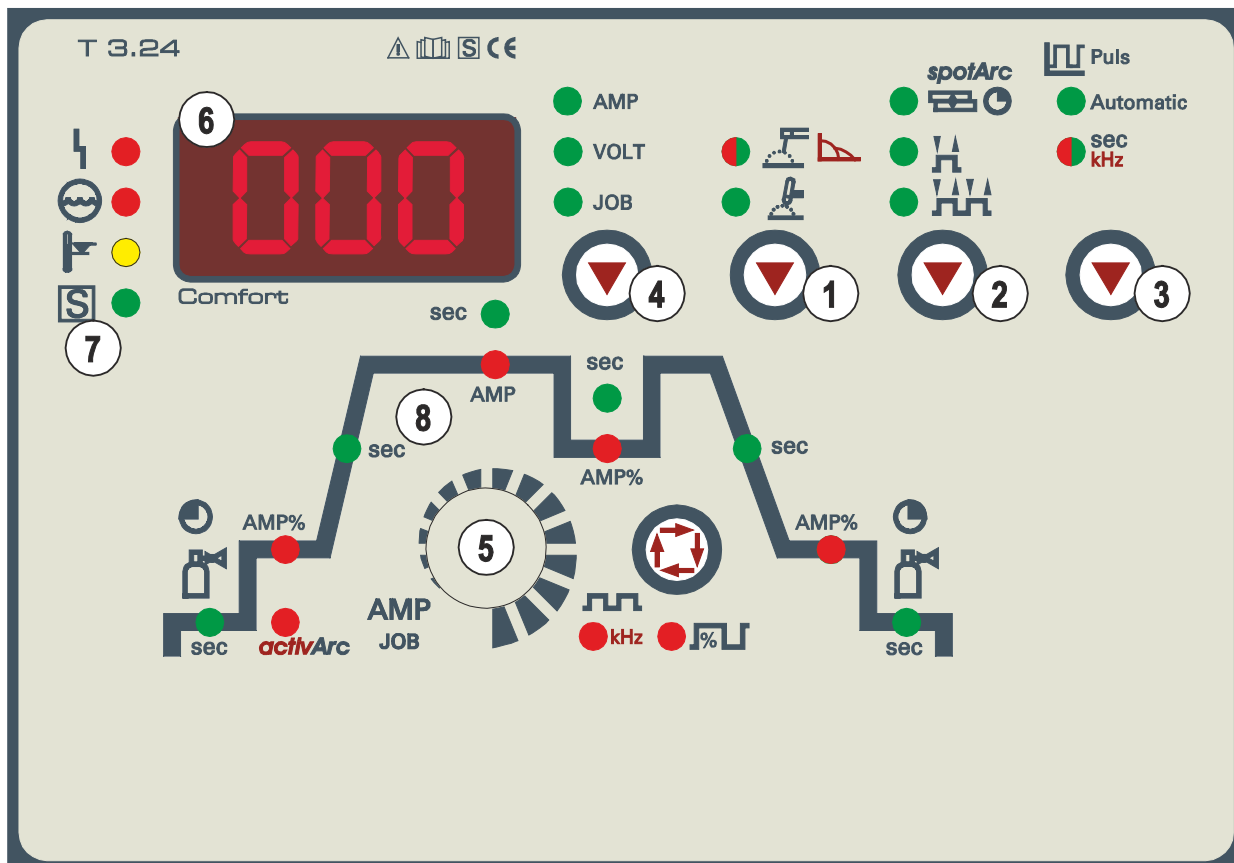 T 3.24
S CE
6
000
Comfort
S
7
AMP
VOLT
JOB
4
1
spotArc
2
Puls
Automatic
sec
kHz
3
sec
AMP
8
sec
sec
AMP%
sec
AMP%
sec
activArc
AMP
JOB
5
kHz
%
AMP%
sec